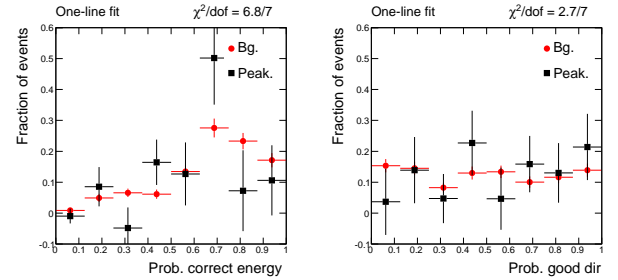 One-line fit χ²/dof = 6.8/7
Fraction of events
0.6
0.5
0.4
0.3
0.2
0.1
0
-0.1
Bg.
Peak.
0 0.1 0.2 0.3 0.4 0.5 0.6 0.7 0.8 0.9 1
Prob. correct energy
One-line fit χ²/dof = 2.7/7
Fraction of events
0.6
0.5
0.4
0.3
0.2
0.1
0
-0.1
Bg.
Peak.
0 0.1 0.2 0.3 0.4 0.5 0.6 0.7 0.8 0.9 1
Prob. good dir